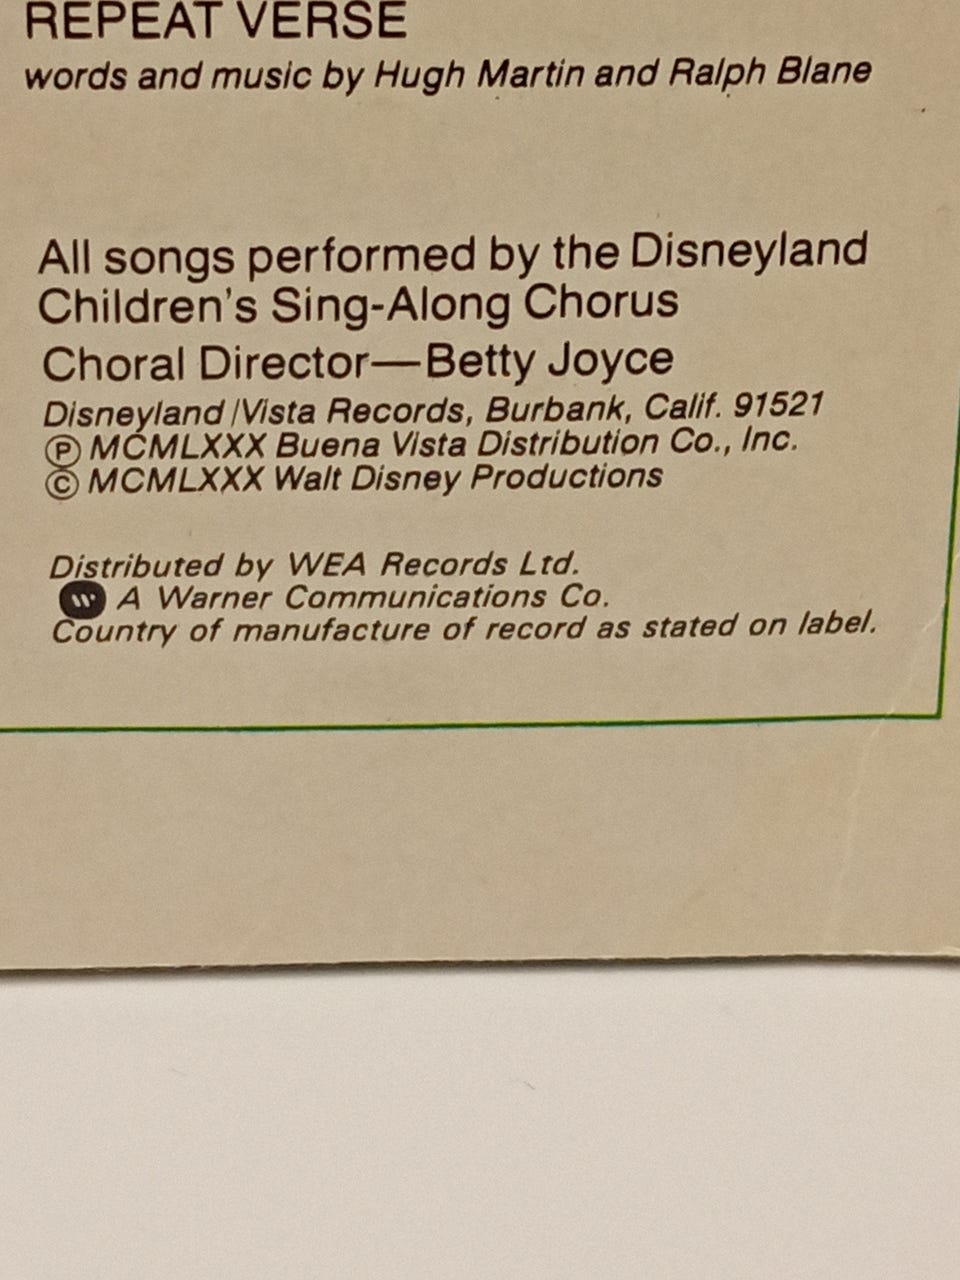 REPEAT VERSE
words and music by Hugh Martin and Ralph Blane
All songs performed by the Disneyland
Children's Sing-Along Chorus
Choral Director—Betty Joyce
Disneyland/Vista Records, Burbank, Calif. 91521
Ⓟ MCMLXXX Buena Vista Distribution Co., Inc.
© MCMLXXX Walt Disney Productions
Distributed by WEA Records Ltd.
W A Warner Communications Co.
Country of manufacture of record as stated on label.